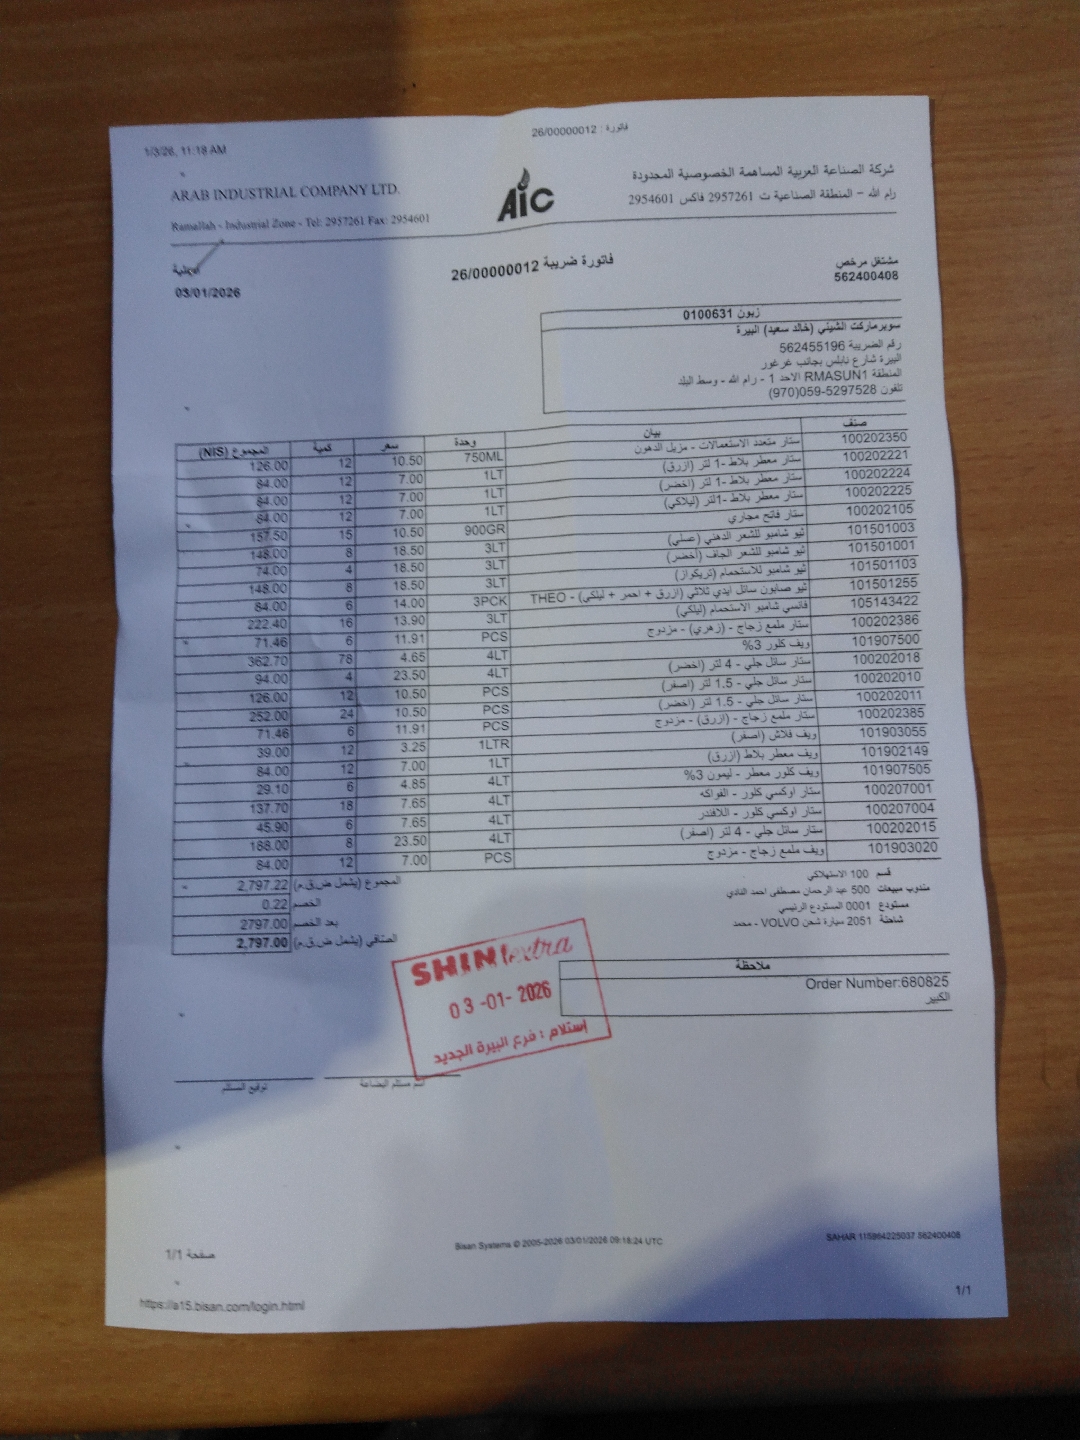 فاتورة : 26/00000012
1/3/26, 11:18 AM
شركة الصناعة العربية المساهمة الخصوصية المحدودة
ARAB INDUSTRIAL COMPANY LTD.
AIC
رام الله – المنطقة الصناعية ت 2957261 فاكس 2954601
Ramallah - Industrial Zone - Tel: 2957261 Fax: 2954601
مشتغل مرخص
562400408
فاتورة ضريبة 26/00000012
03/01/2026
زبون 0100631
سوبرماركت الشيني (خالد سعيد) البيرة
رقم الضريبة 562455196
البيرة شارع نابلس بجانب غرغور
المنطقة RMASUN1 الاحد 1 - رام الله - وسط البلد
تلفون 059-5297528(970)
صنف بيان وحدة سعر كمية المجموع (NIS)
100202350 ستار متعدد الاستعمالات - مزيل الدهون 750ML 10.50 12 126.00
100202221 ستار معطر بلاط -1 لتر (ازرق) 1LT 7.00 12 84.00
100202224 ستار معطر بلاط -1 لتر (اخضر) 1LT 7.00 12 84.00
100202225 ستار معطر بلاط -1لتر (ليلاكي) 1LT 7.00 12 84.00
100202105 ستار فاتح مجاري 900GR 10.50 15 157.50
101501003 ثيو شامبو للشعر الدهني (عسلي) 3LT 18.50 8 148.00
101501001 ثيو شامبو للشعر الجاف (أخضر) 3LT 18.50 4 74.00
101501103 ثيو شامبو للاستحمام (تريكواز) 3LT 18.50 8 148.00
101501255 ثيو صابون سائل ايدي ثلاثي (ازرق + احمر + ليلكي) - THEO 3PCK 14.00 6 84.00
105143422 فانسي شامبو الاستحمام (ليلكي) 3LT 13.90 16 222.40
100202386 ستار ملمع زجاج - (زهري) - مزدوج PCS 11.91 6 71.46
101907500 ويف كلور 3% 4LT 4.65 78 362.70
100202018 ستار سائل جلي - 4 لتر (اخضر) 4LT 23.50 4 94.00
100202010 ستار سائل جلي - 1.5 لتر (اصفر) PCS 10.50 12 126.00
100202011 ستار سائل جلي - 1.5 لتر (اخضر) PCS 10.50 24 252.00
100202385 ستار ملمع زجاج - (ازرق) - مزدوج PCS 11.91 6 71.46
101903055 ويف فلاش (اصفر) 1LTR 3.25 12 39.00
101902149 ويف معطر بلاط (ازرق) 1LT 7.00 12 84.00
101907505 ويف كلور معطر - ليمون 3% 4LT 4.85 6 29.10
100207001 ستار اوكسي كلور - الفواكه 4LT 7.65 18 137.70
100207004 ستار اوكسي كلور - اللافندر 4LT 7.65 6 45.90
100202015 ستار سائل جلي - 4 لتر (اصفر) 4LT 23.50 8 188.00
101903020 ويف ملمع زجاج - مزدوج PCS 7.00 12 84.00
المجموع (يشمل ض.ق.م) 2,797.22
الخصم 0.22
بعد الخصم 2797.00
الصافي (يشمل ض.ق.م) 2,797.00
قسم 100 الاستهلاكي
مندوب مبيعات 500 عبد الرحمان مصطفى احمد النادي
مستودع 0001 المستودع الرئيسي
شاحنة 2051 سيارة شحن VOLVO - محمد
SHINI extra
03-01-2026
إستلام : فرع البيرة الجديد
ملاحظة
Order Number:680825
الكبير
اسم مستلم البضاعة
توقيع المستلم
صفحة 1/1
Bisan Systems © 2005-2026 03/01/2026 09:18:24 UTC
SAHAR 115864225037 562400408
https://a15.bisan.com/login.html
1/1